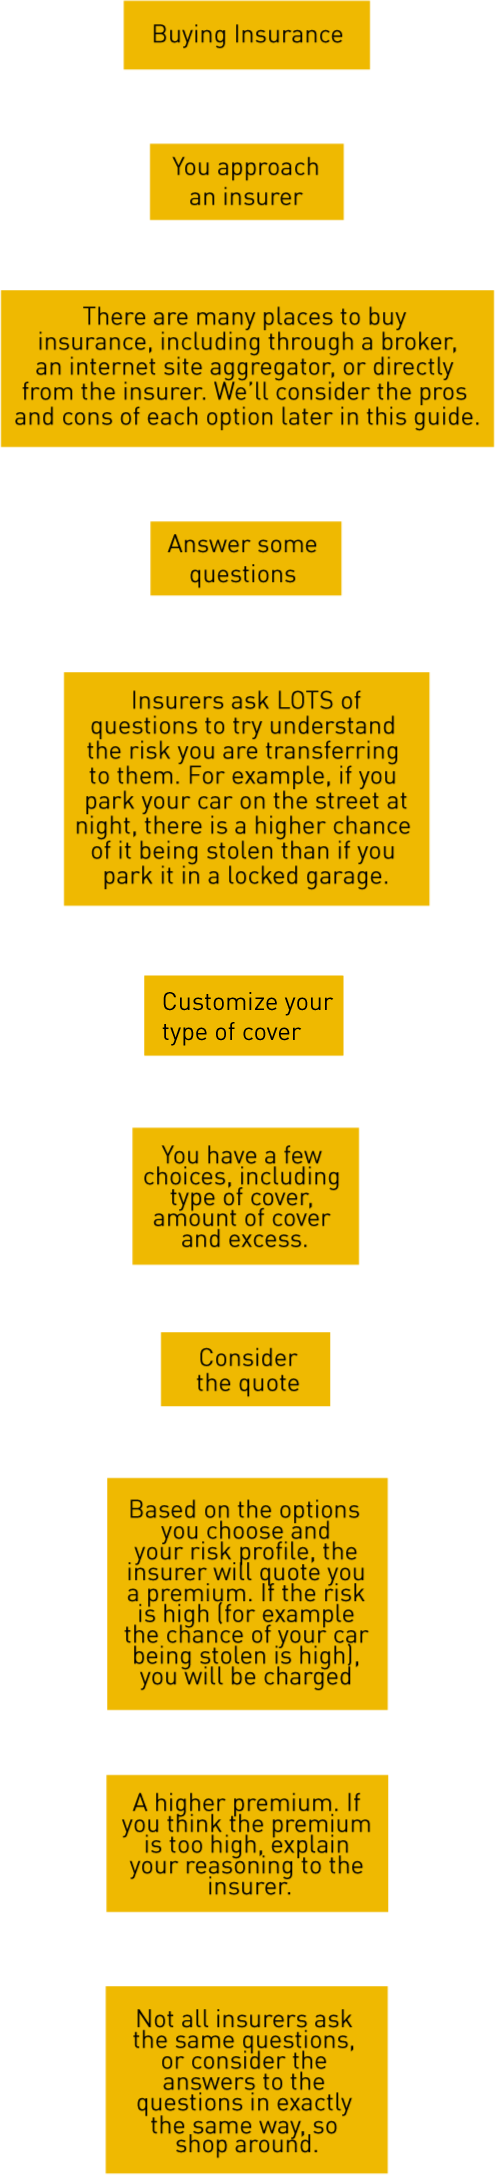 Buying Insurance
You approach
an insurer
There are many places to buy
insurance, including through a broker,
an internet site aggregator, or directly
from the insurer. We'll consider the pros
and cons of each option later in this guide.
Answer some
questions
Insurers ask LOTS of
questions to try understand
the risk you are transferring
to them. For example, if you
park your car on the street at
night, there is a higher chance
of it being stolen than if you
park it in a locked garage.
Customize your
type of cover
You have a few
choices, including
type of cover,
amount of cover
and excess.
Consider
the quote
Based on the options
you choose and
your risk profile, the
insurer will quote you
a premium. If the risk
is high (for example
the chance of your car
being stolen is high),
you will be charged
A higher premium. If
you think the premium
is too high, explain
your reasoning to the
insurer.
Not all insurers ask
the same questions,
or consider the
answers to the
questions in exactly
the same way, so
shop around.